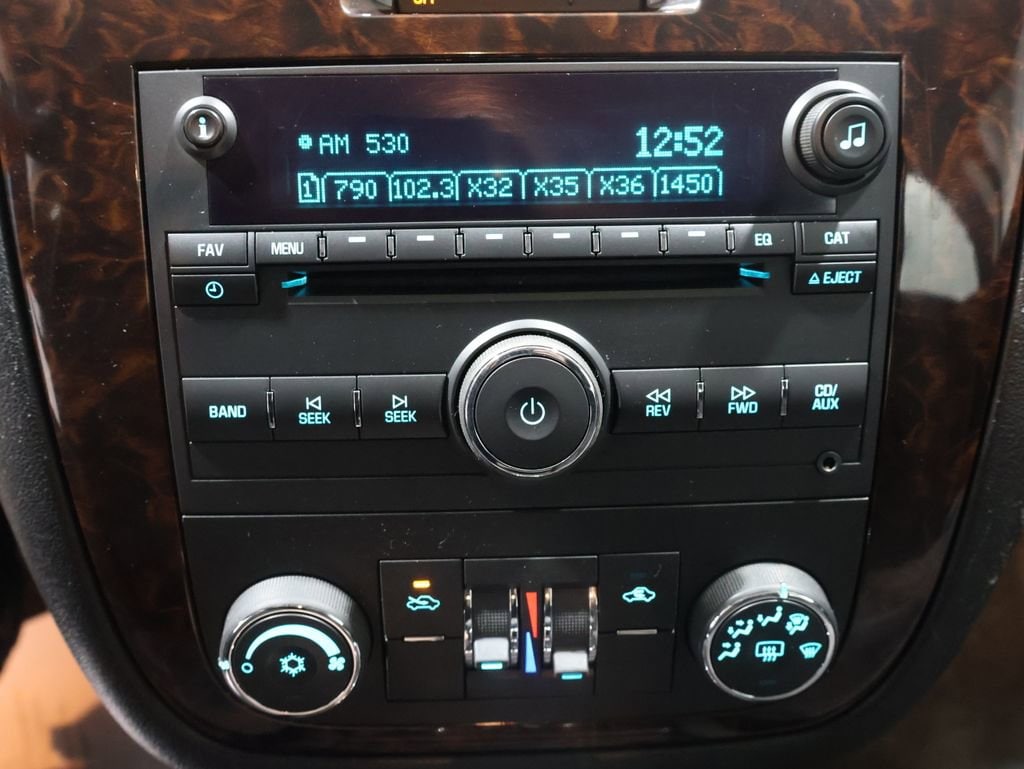 OFF
i
AM 530 12:52
1 790 102.3 X32 X35 X36 1450
FAV MENU EQ CAT
EJECT
BAND SEEK SEEK REV FWD CD/
AUX